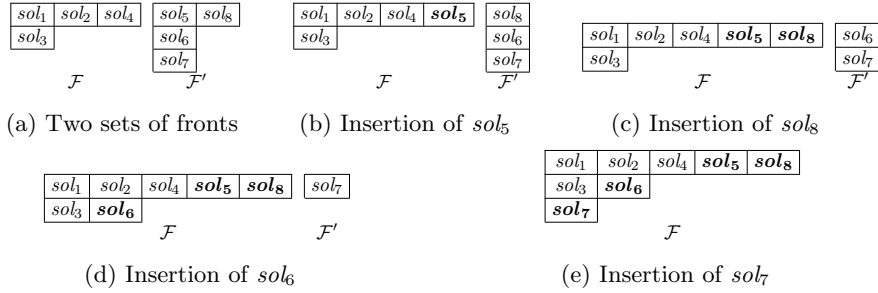 sol₁ sol₂ sol₄ sol₅ sol₈
sol₃ sol₆
sol₇
ℱ ℱ′
(a) Two sets of fronts
sol₁ sol₂ sol₄ sol₅ sol₈
sol₃ sol₆
sol₇
ℱ ℱ′
(b) Insertion of sol₅
sol₁ sol₂ sol₄ sol₅ sol₈ sol₆
sol₃ sol₇
ℱ ℱ′
(c) Insertion of sol₈
sol₁ sol₂ sol₄ sol₅ sol₈ sol₇
sol₃ sol₆
ℱ ℱ′
(d) Insertion of sol₆
sol₁ sol₂ sol₄ sol₅ sol₈
sol₃ sol₆
sol₇
ℱ
(e) Insertion of sol₇